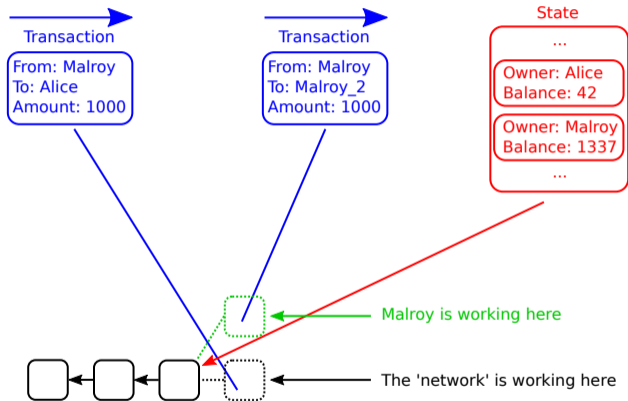 Transaction
From: Malroy
To: Alice
Amount: 1000
Transaction
From: Malroy
To: Malroy_2
Amount: 1000
State
...
Owner: Alice
Balance: 42
Owner: Malroy
Balance: 1337
...
Malroy is working here
The 'network' is working here